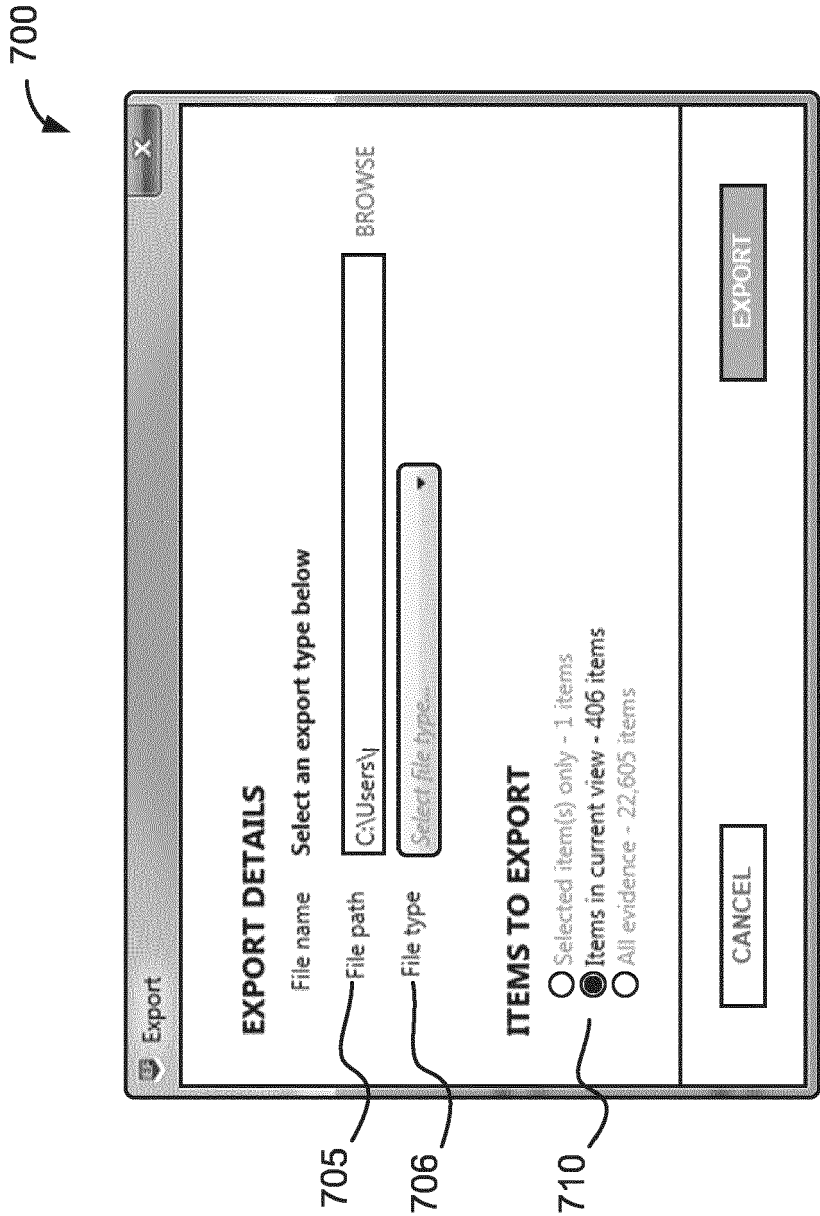 700
Export
X
EXPORT DETAILS
File name Select an export type below
705 File path C:\Users\| BROWSE
706 File type Select file type...
ITEMS TO EXPORT
Selected item(s) only - 1 items
710 Items in current view - 406 items
All evidence - 22,605 items
CANCEL EXPORT